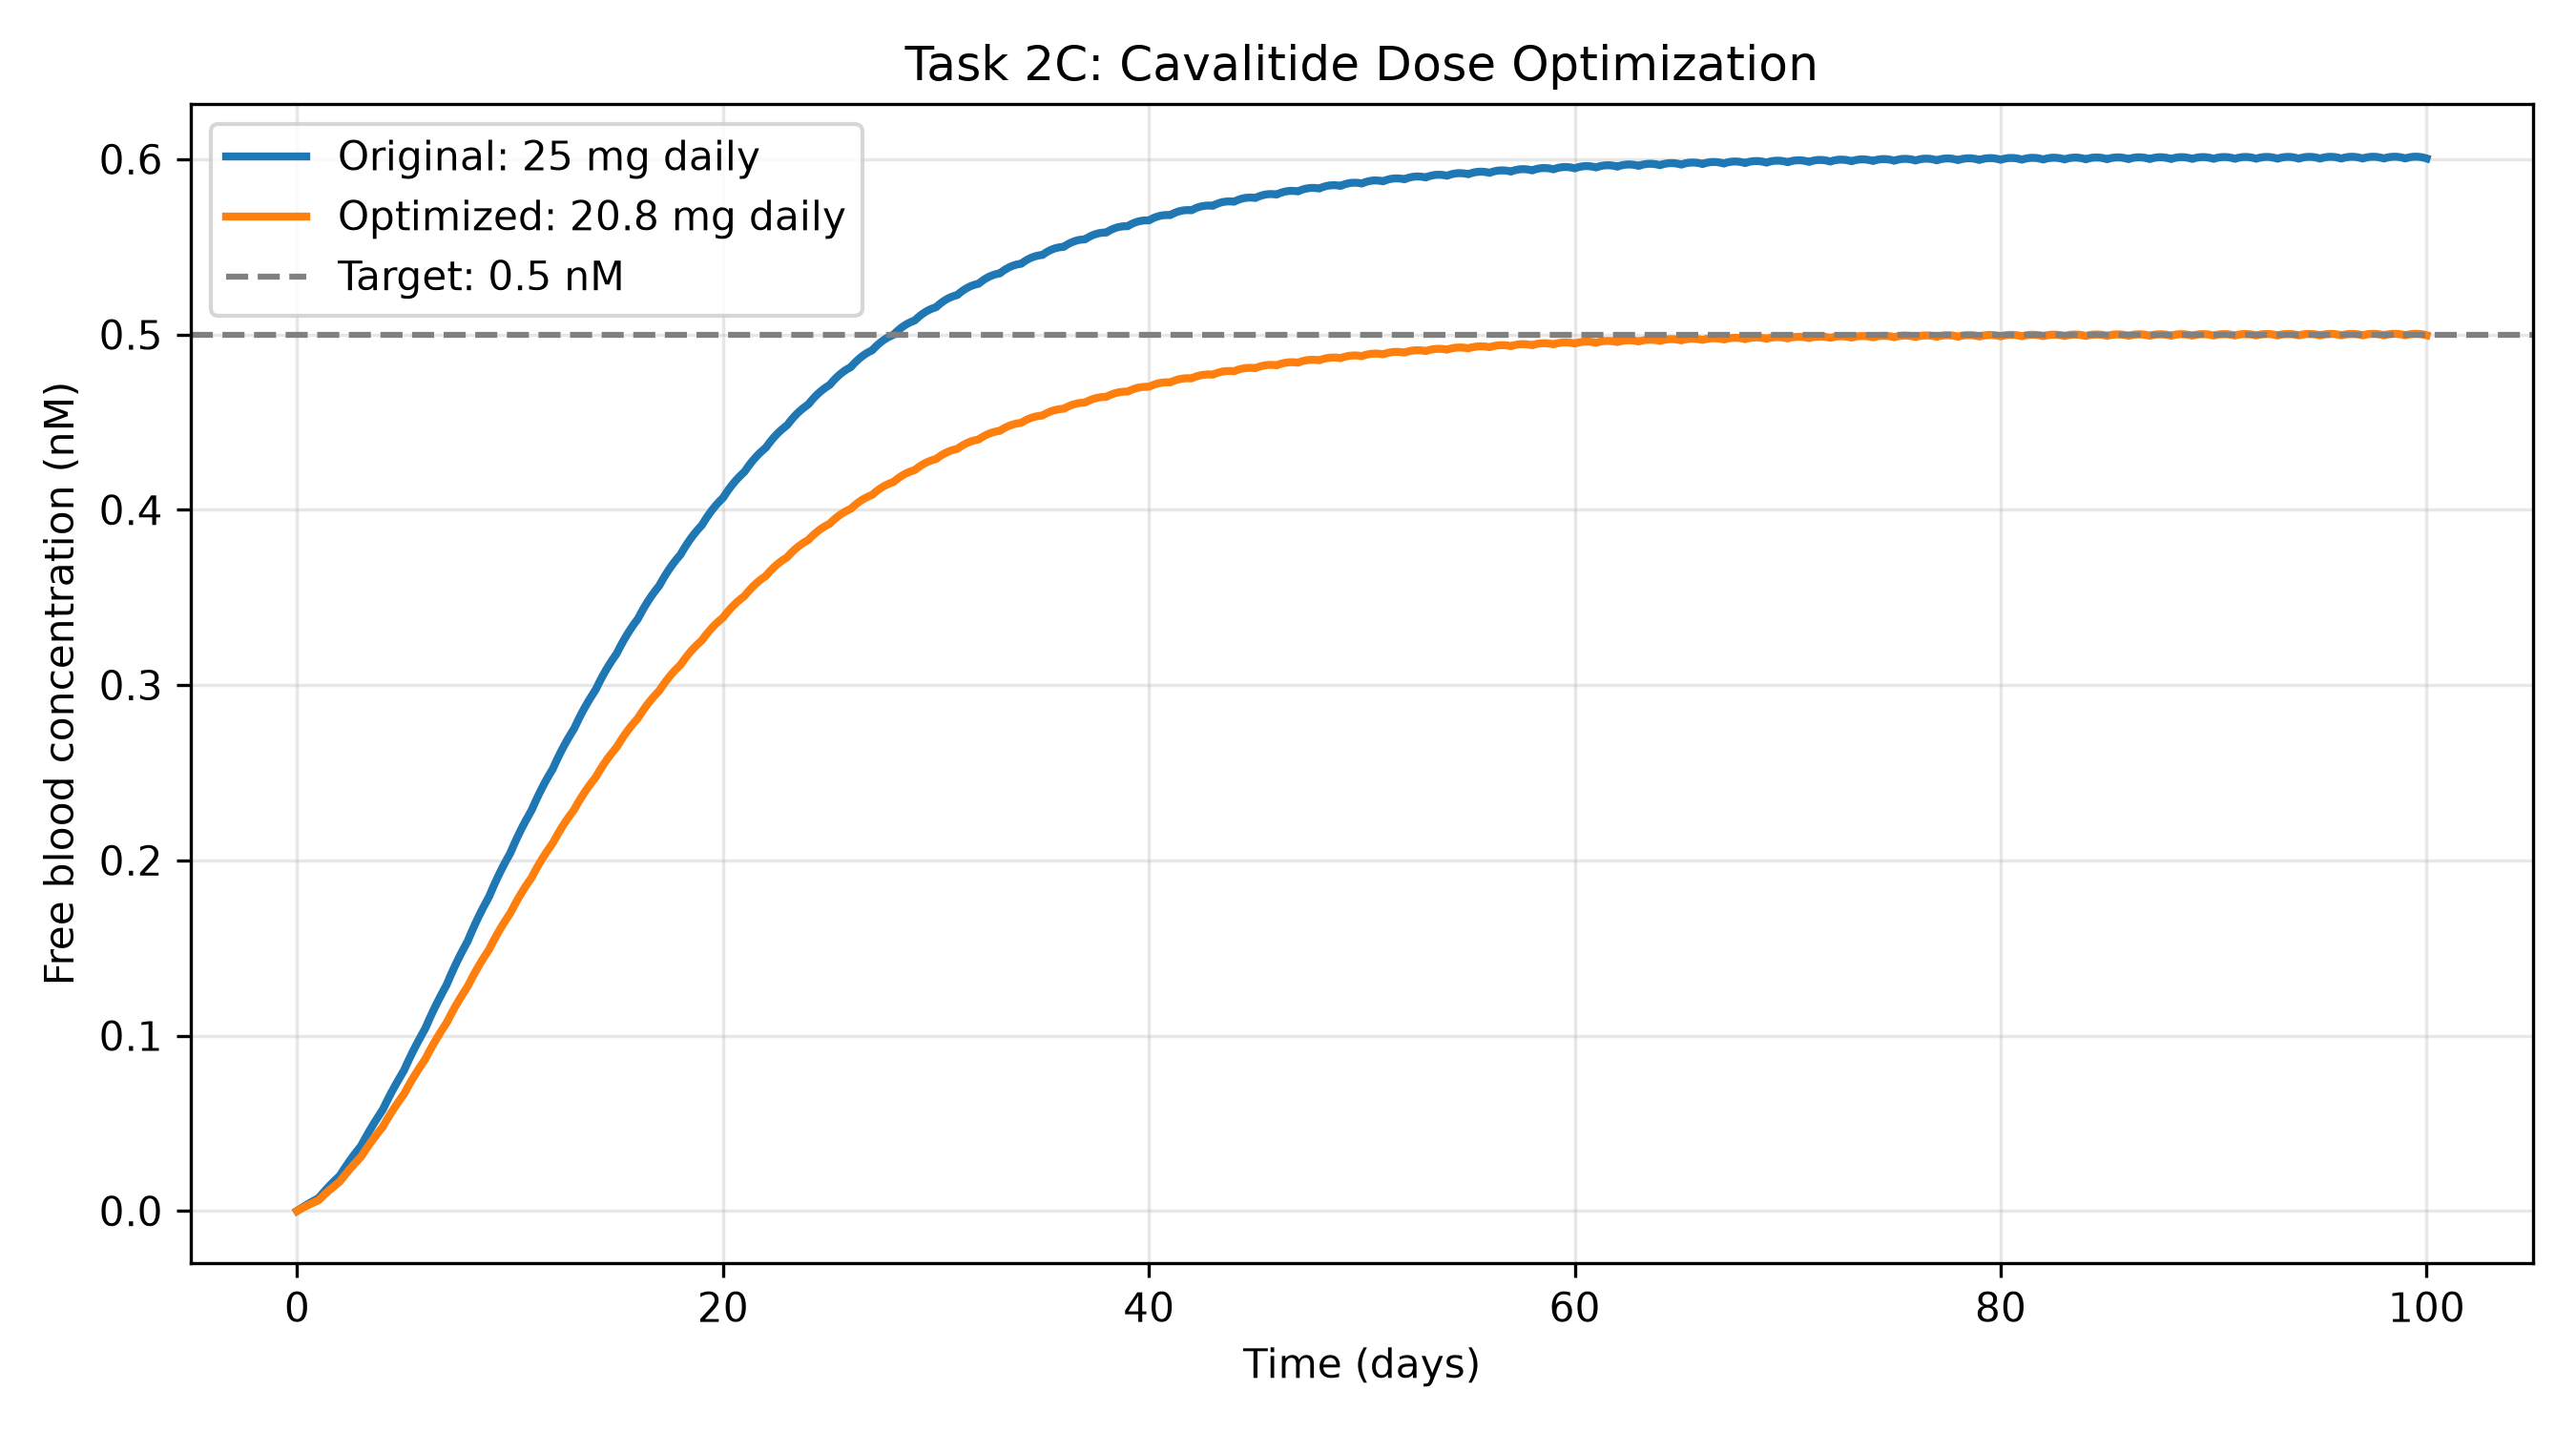 Task 2C: Cavalitide Dose Optimization
Original: 25 mg daily
Optimized: 20.8 mg daily
Target: 0.5 nM
Free blood concentration (nM)
0.6
0.5
0.4
0.3
0.2
0.1
0.0
0 20 40 60 80 100
Time (days)